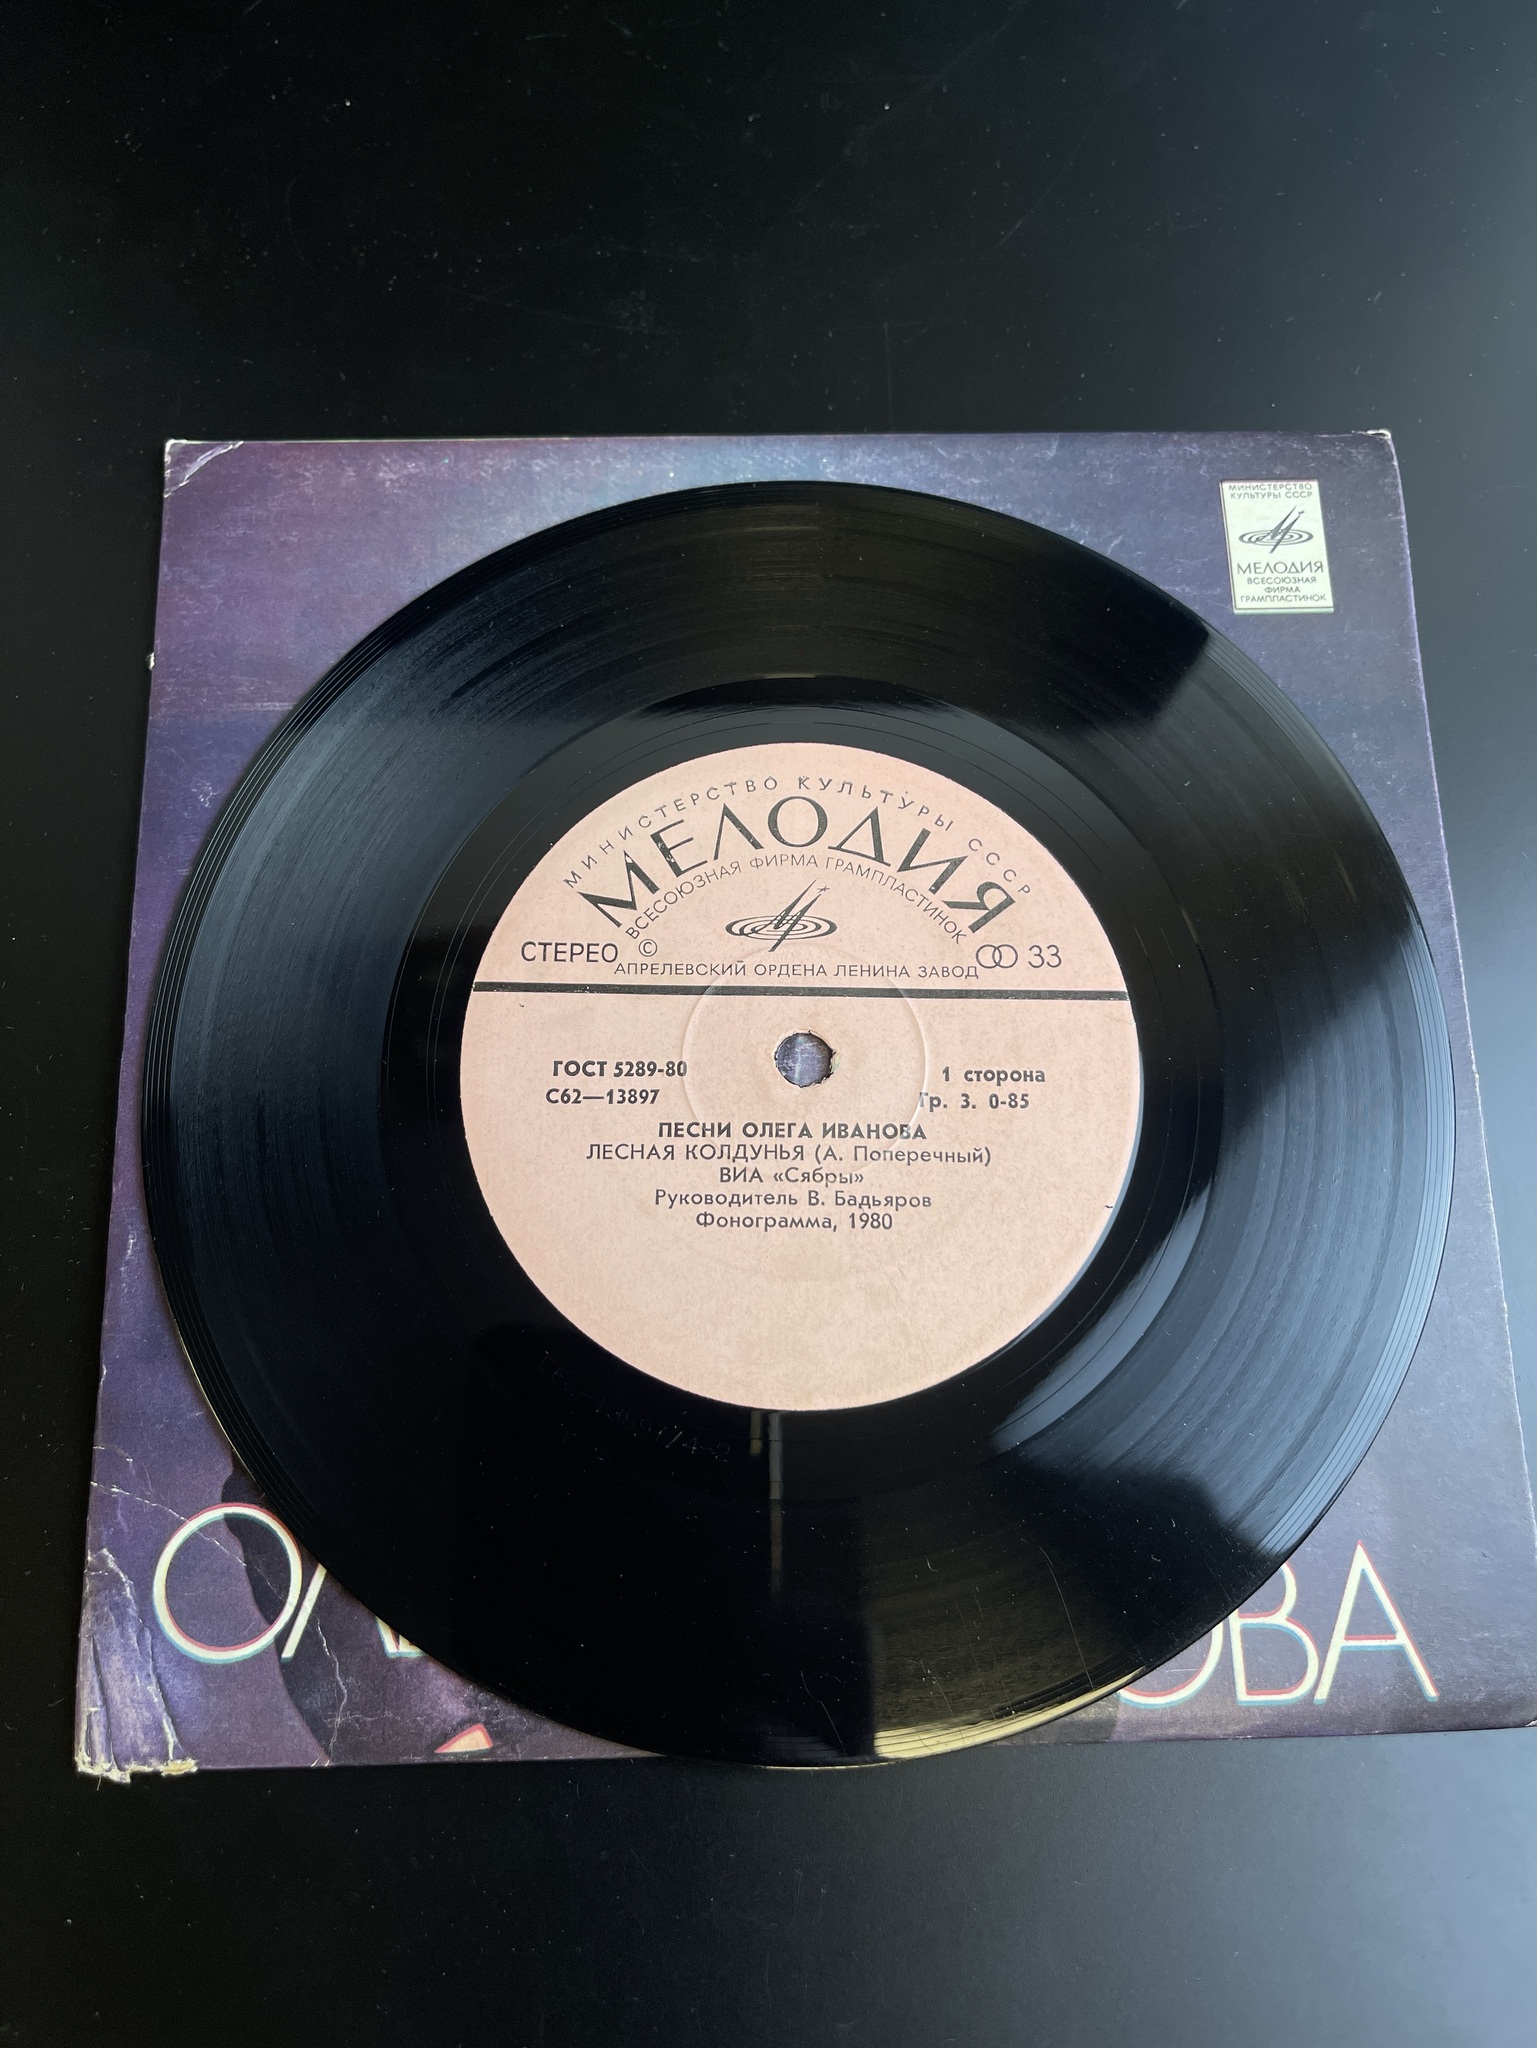 МИНИСТЕРСТВО
КУЛЬТУРЫ СССР
МЕЛОДИЯ
ВСЕСОЮЗНАЯ
ФИРМА
ГРАМПЛАСТИНОК
МИНИСТЕРСТВО КУЛЬТУРЫ СССР
МЕЛОДИЯ
ВСЕСОЮЗНАЯ ФИРМА ГРАМПЛАСТИНОК
СТЕРЕО © 33
АПРЕЛЕВСКИЙ ОРДЕНА ЛЕНИНА ЗАВОД
ГОСТ 5289-80 1 сторона
С62—13897 Гр. 3. 0-85
ПЕСНИ ОЛЕГА ИВАНОВА
ЛЕСНАЯ КОЛДУНЬЯ (А. Поперечный)
ВИА «Сябры»
Руководитель В. Бадьяров
Фонограмма, 1980